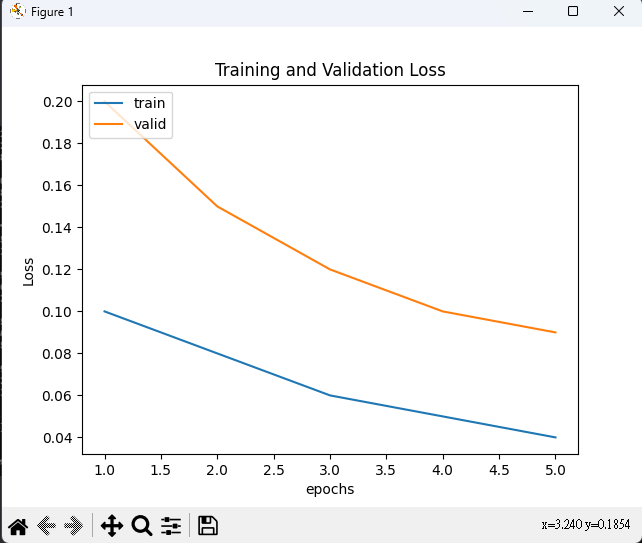 Figure 1
Training and Validation Loss
train
valid
0.20
0.18
0.16
0.14
0.12
0.10
0.08
0.06
0.04
Loss
1.0 1.5 2.0 2.5 3.0 3.5 4.0 4.5 5.0
epochs
x=3.240 y=0.1854